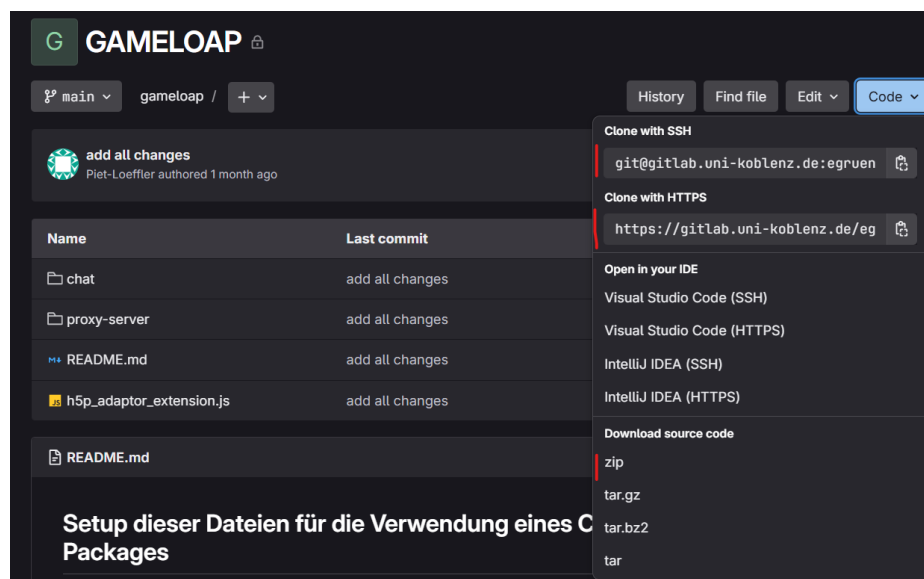 G GAMELOAP
main gameloap / +
History Find file Edit Code
add all changes
Piet-Loeffler authored 1 month ago
Name Last commit
chat add all changes
proxy-server add all changes
README.md add all changes
JS h5p_adaptor_extension.js add all changes
README.md
Setup dieser Dateien für die Verwendung eines C
Packages
Clone with SSH
git@gitlab.uni-koblenz.de:egruen
Clone with HTTPS
https://gitlab.uni-koblenz.de/eg
Open in your IDE
Visual Studio Code (SSH)
Visual Studio Code (HTTPS)
IntelliJ IDEA (SSH)
IntelliJ IDEA (HTTPS)
Download source code
zip
tar.gz
tar.bz2
tar